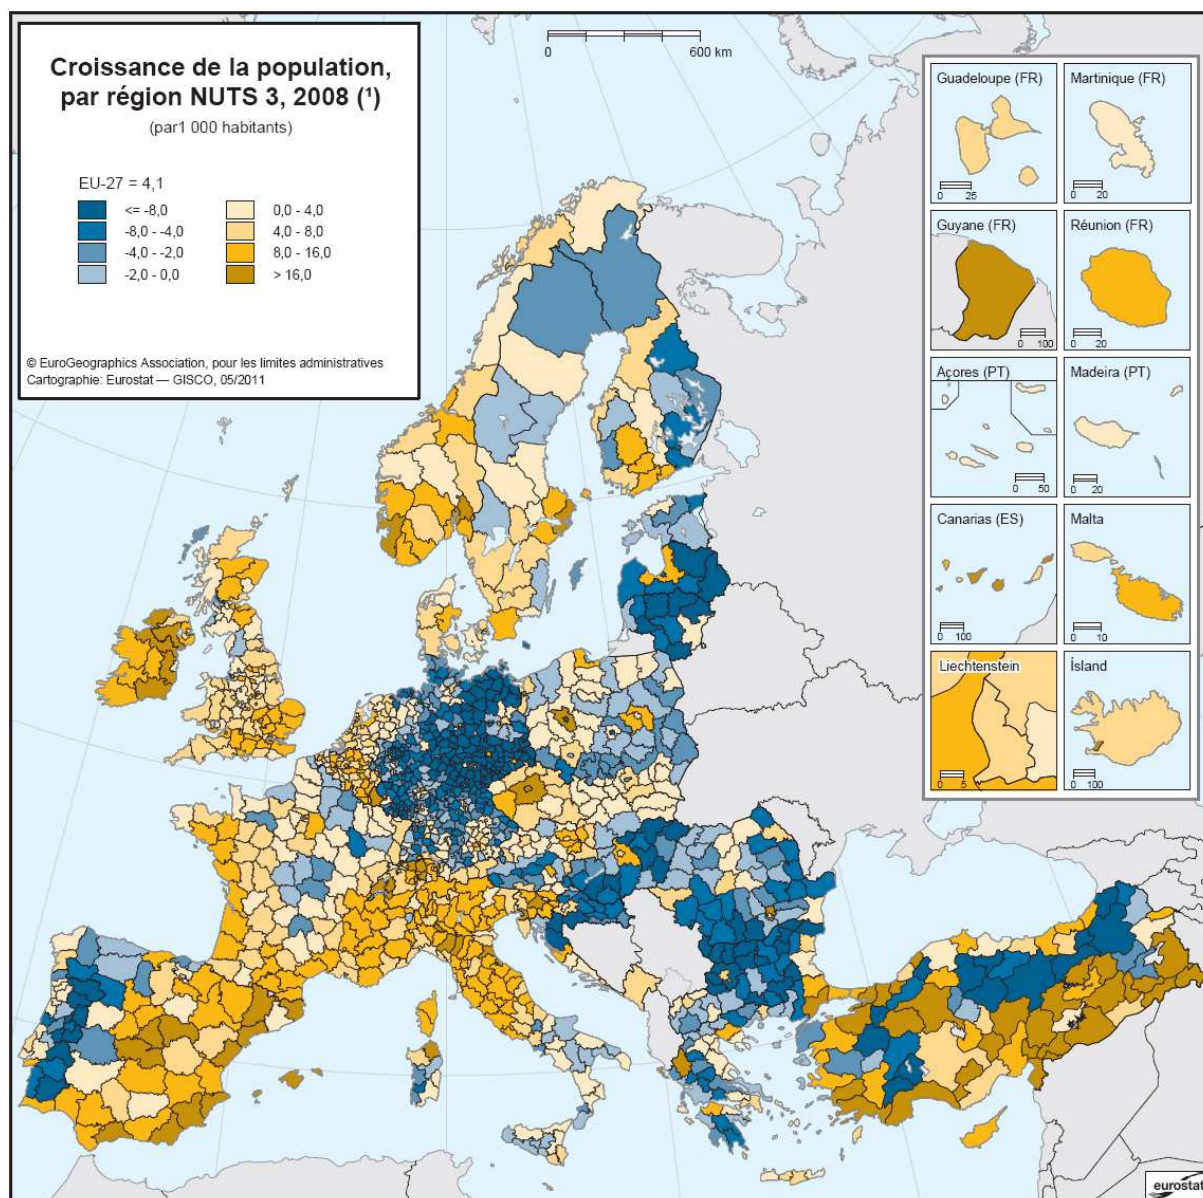 Croissance de la population,
par région NUTS 3, 2008 (¹)
(par1 000 habitants)
EU-27 = 4,1
<= -8,0
-8,0 - -4,0
-4,0 - -2,0
-2,0 - 0,0
0,0 - 4,0
4,0 - 8,0
8,0 - 16,0
> 16,0
© EuroGeographics Association, pour les limites administratives
Cartographie: Eurostat — GISCO, 05/2011
0 600 km
Guadeloupe (FR)
0 25
Martinique (FR)
0 20
Guyane (FR)
0 100
Réunion (FR)
0 20
Açores (PT)
0 50
Madeira (PT)
0 20
Canarias (ES)
0 100
Malta
0 10
Liechtenstein
0 5
Ísland
0 100
eurostat